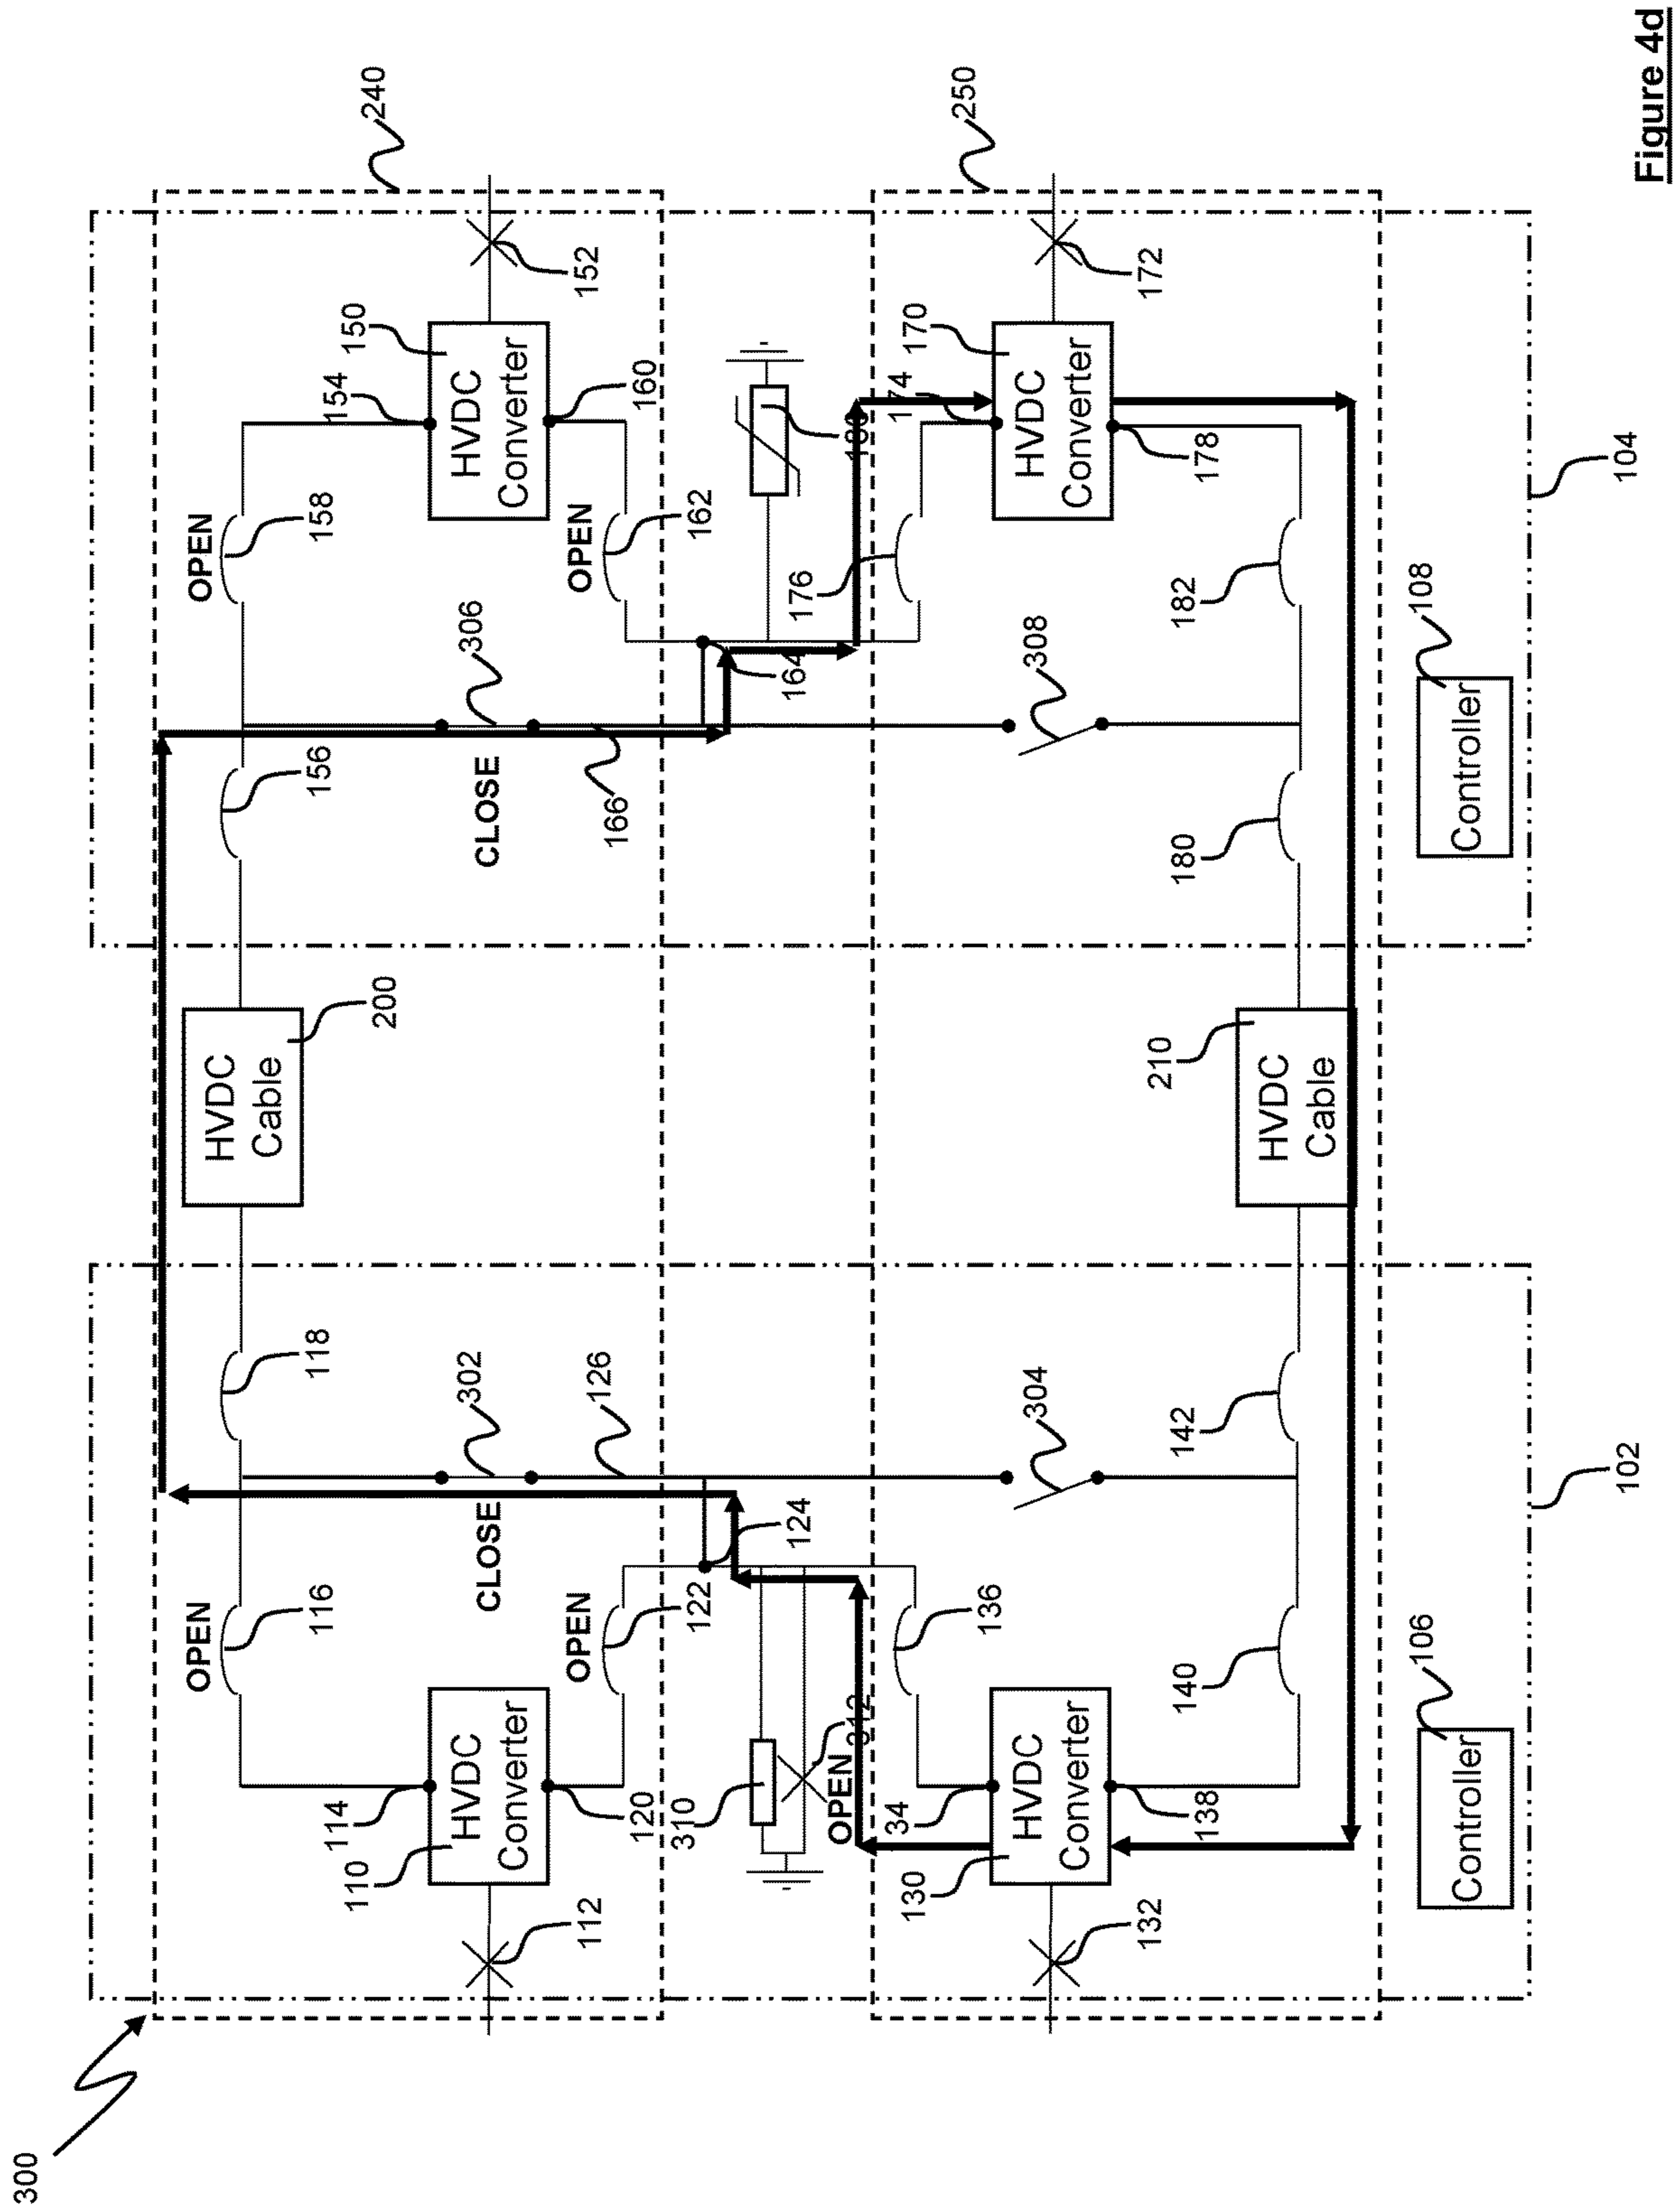 300
OPEN
116
118
HVDC
Cable
200
156
OPEN
158
114
110
HVDC
Converter
112
120
CLOSE
302
126
OPEN
122
124
CLOSE
306
166
OPEN
162
164
154
150
HVDC
Converter
152
160
240
310
OPEN
312
34
130
HVDC
Converter
132
138
136
304
140
142
210
HVDC
Cable
176
308
180
182
174
170
HVDC
Converter
172
178
250
106
Controller
102
108
Controller
104
Figure 4d